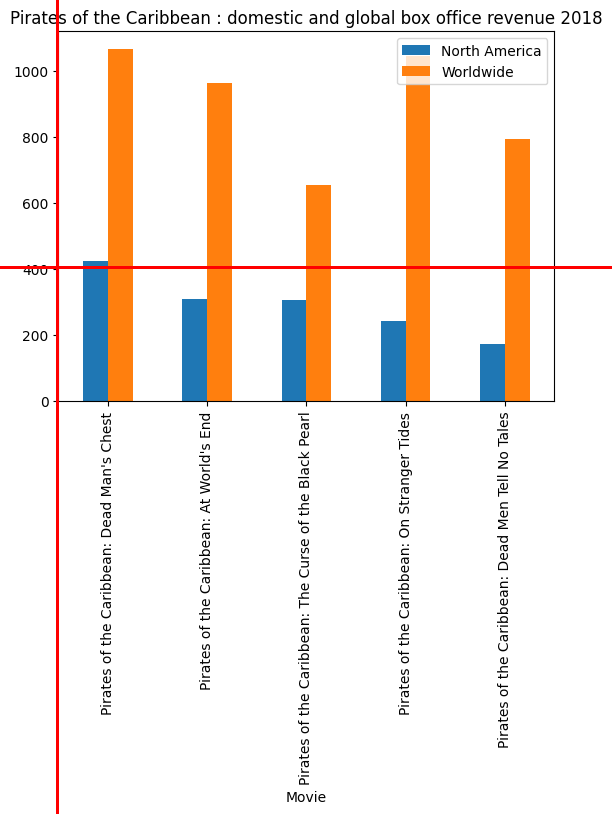 Pirates of the Caribbean : domestic and global box office revenue 2018
North America
Worldwide
1000
800
600
400
200
0
Pirates of the Caribbean: Dead Man's Chest
Pirates of the Caribbean: At World's End
Pirates of the Caribbean: The Curse of the Black Pearl
Pirates of the Caribbean: On Stranger Tides
Pirates of the Caribbean: Dead Men Tell No Tales
Movie